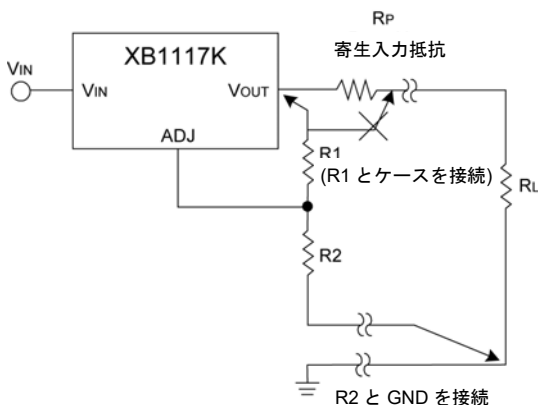 RP
寄生入力抵抗
XB1117K
VIN
VIN
VOUT
ADJ
R1
(R1 とケースを接続)
RL
R2
R2 と GND を接続